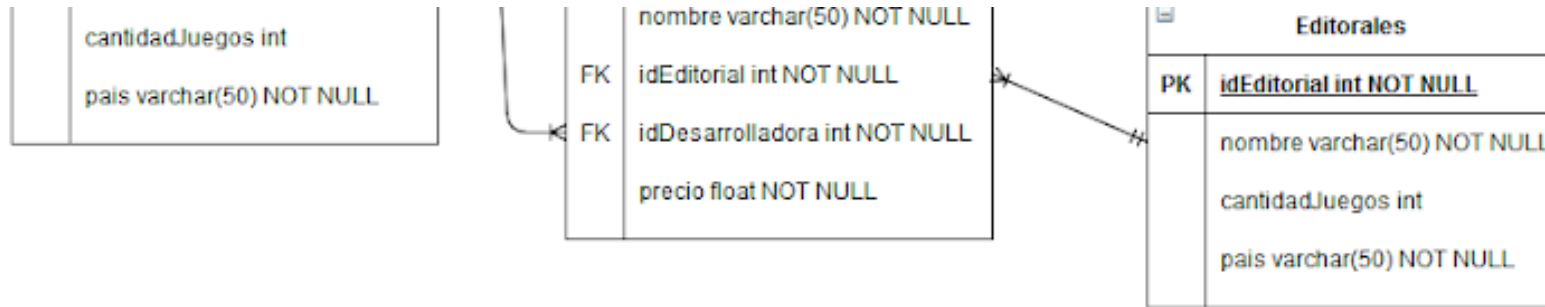 cantidadJuegos int
pais varchar(50) NOT NULL
nombre varchar(50) NOT NULL
FK idEditorial int NOT NULL
FK idDesarrolladora int NOT NULL
precio float NOT NULL
Editorales
PK idEditorial int NOT NULL
nombre varchar(50) NOT NULL
cantidadJuegos int
pais varchar(50) NOT NULL